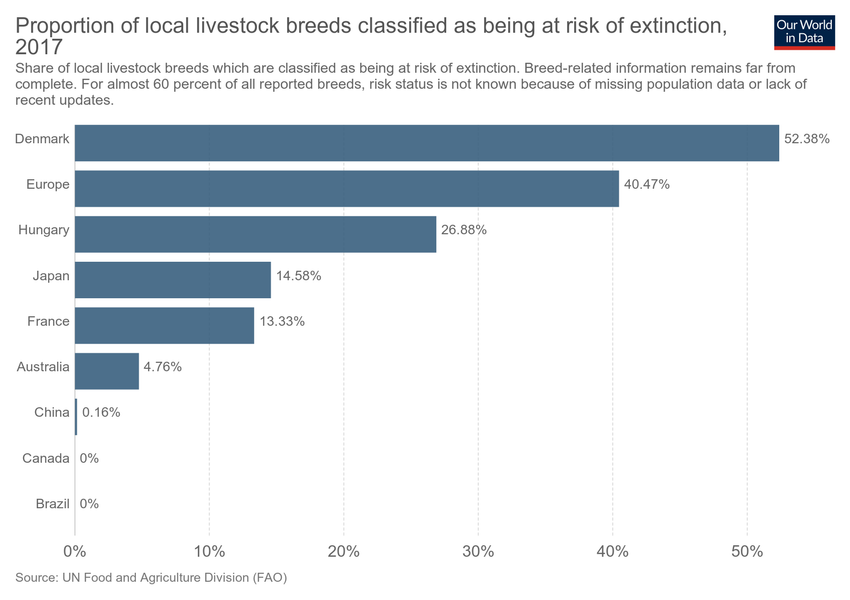 Proportion of local livestock breeds classified as being at risk of extinction,
2017
Our World
in Data
Share of local livestock breeds which are classified as being at risk of extinction. Breed-related information remains far from
complete. For almost 60 percent of all reported breeds, risk status is not known because of missing population data or lack of
recent updates.
Denmark 52.38%
Europe 40.47%
Hungary 26.88%
Japan 14.58%
France 13.33%
Australia 4.76%
China 0.16%
Canada 0%
Brazil 0%
0% 10% 20% 30% 40% 50%
Source: UN Food and Agriculture Division (FAO)